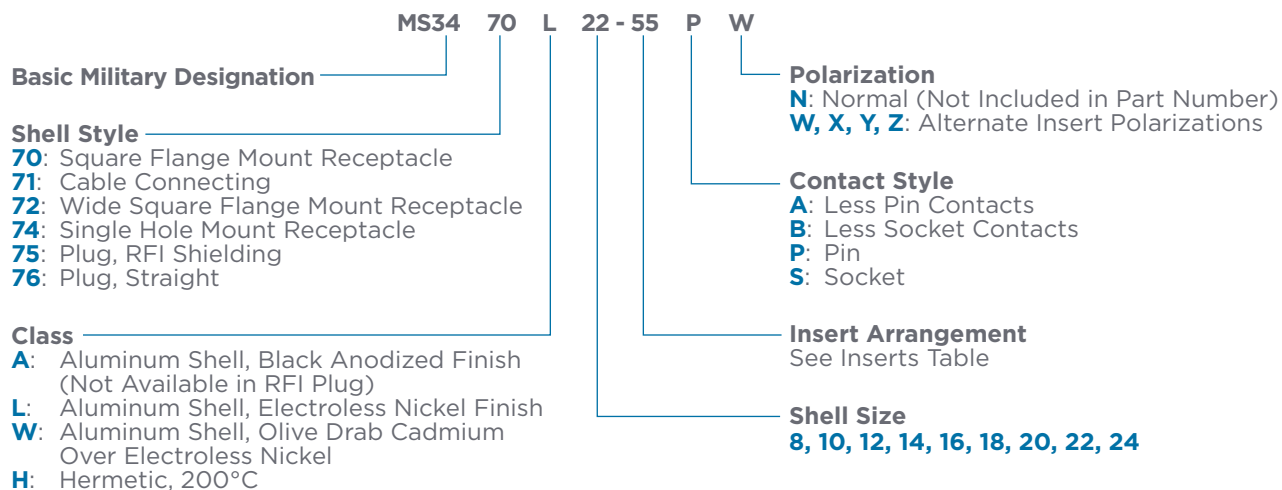 MS34 70 L 22 - 55 P W
Basic Military Designation
Shell Style
70: Square Flange Mount Receptacle
71: Cable Connecting
72: Wide Square Flange Mount Receptacle
74: Single Hole Mount Receptacle
75: Plug, RFI Shielding
76: Plug, Straight
Class
A: Aluminum Shell, Black Anodized Finish
(Not Available in RFI Plug)
L: Aluminum Shell, Electroless Nickel Finish
W: Aluminum Shell, Olive Drab Cadmium
Over Electroless Nickel
H: Hermetic, 200°C
Polarization
N: Normal (Not Included in Part Number)
W, X, Y, Z: Alternate Insert Polarizations
Contact Style
A: Less Pin Contacts
B: Less Socket Contacts
P: Pin
S: Socket
Insert Arrangement
See Inserts Table
Shell Size
8, 10, 12, 14, 16, 18, 20, 22, 24